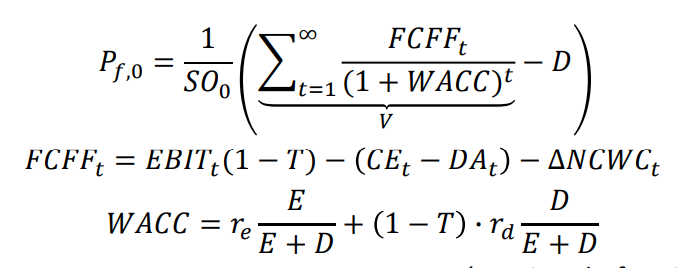 P_{f,0} = \frac{1}{SO_0} \left( \underbrace{\sum_{t=1}^{\infty} \frac{FCFF_t}{(1 + WACC)^t}}_{V} - D \right)
FCFF_t = EBIT_t(1 - T) - (CE_t - DA_t) - \Delta NCWC_t
WACC = r_e \frac{E}{E + D} + (1 - T) \cdot r_d \frac{D}{E + D}